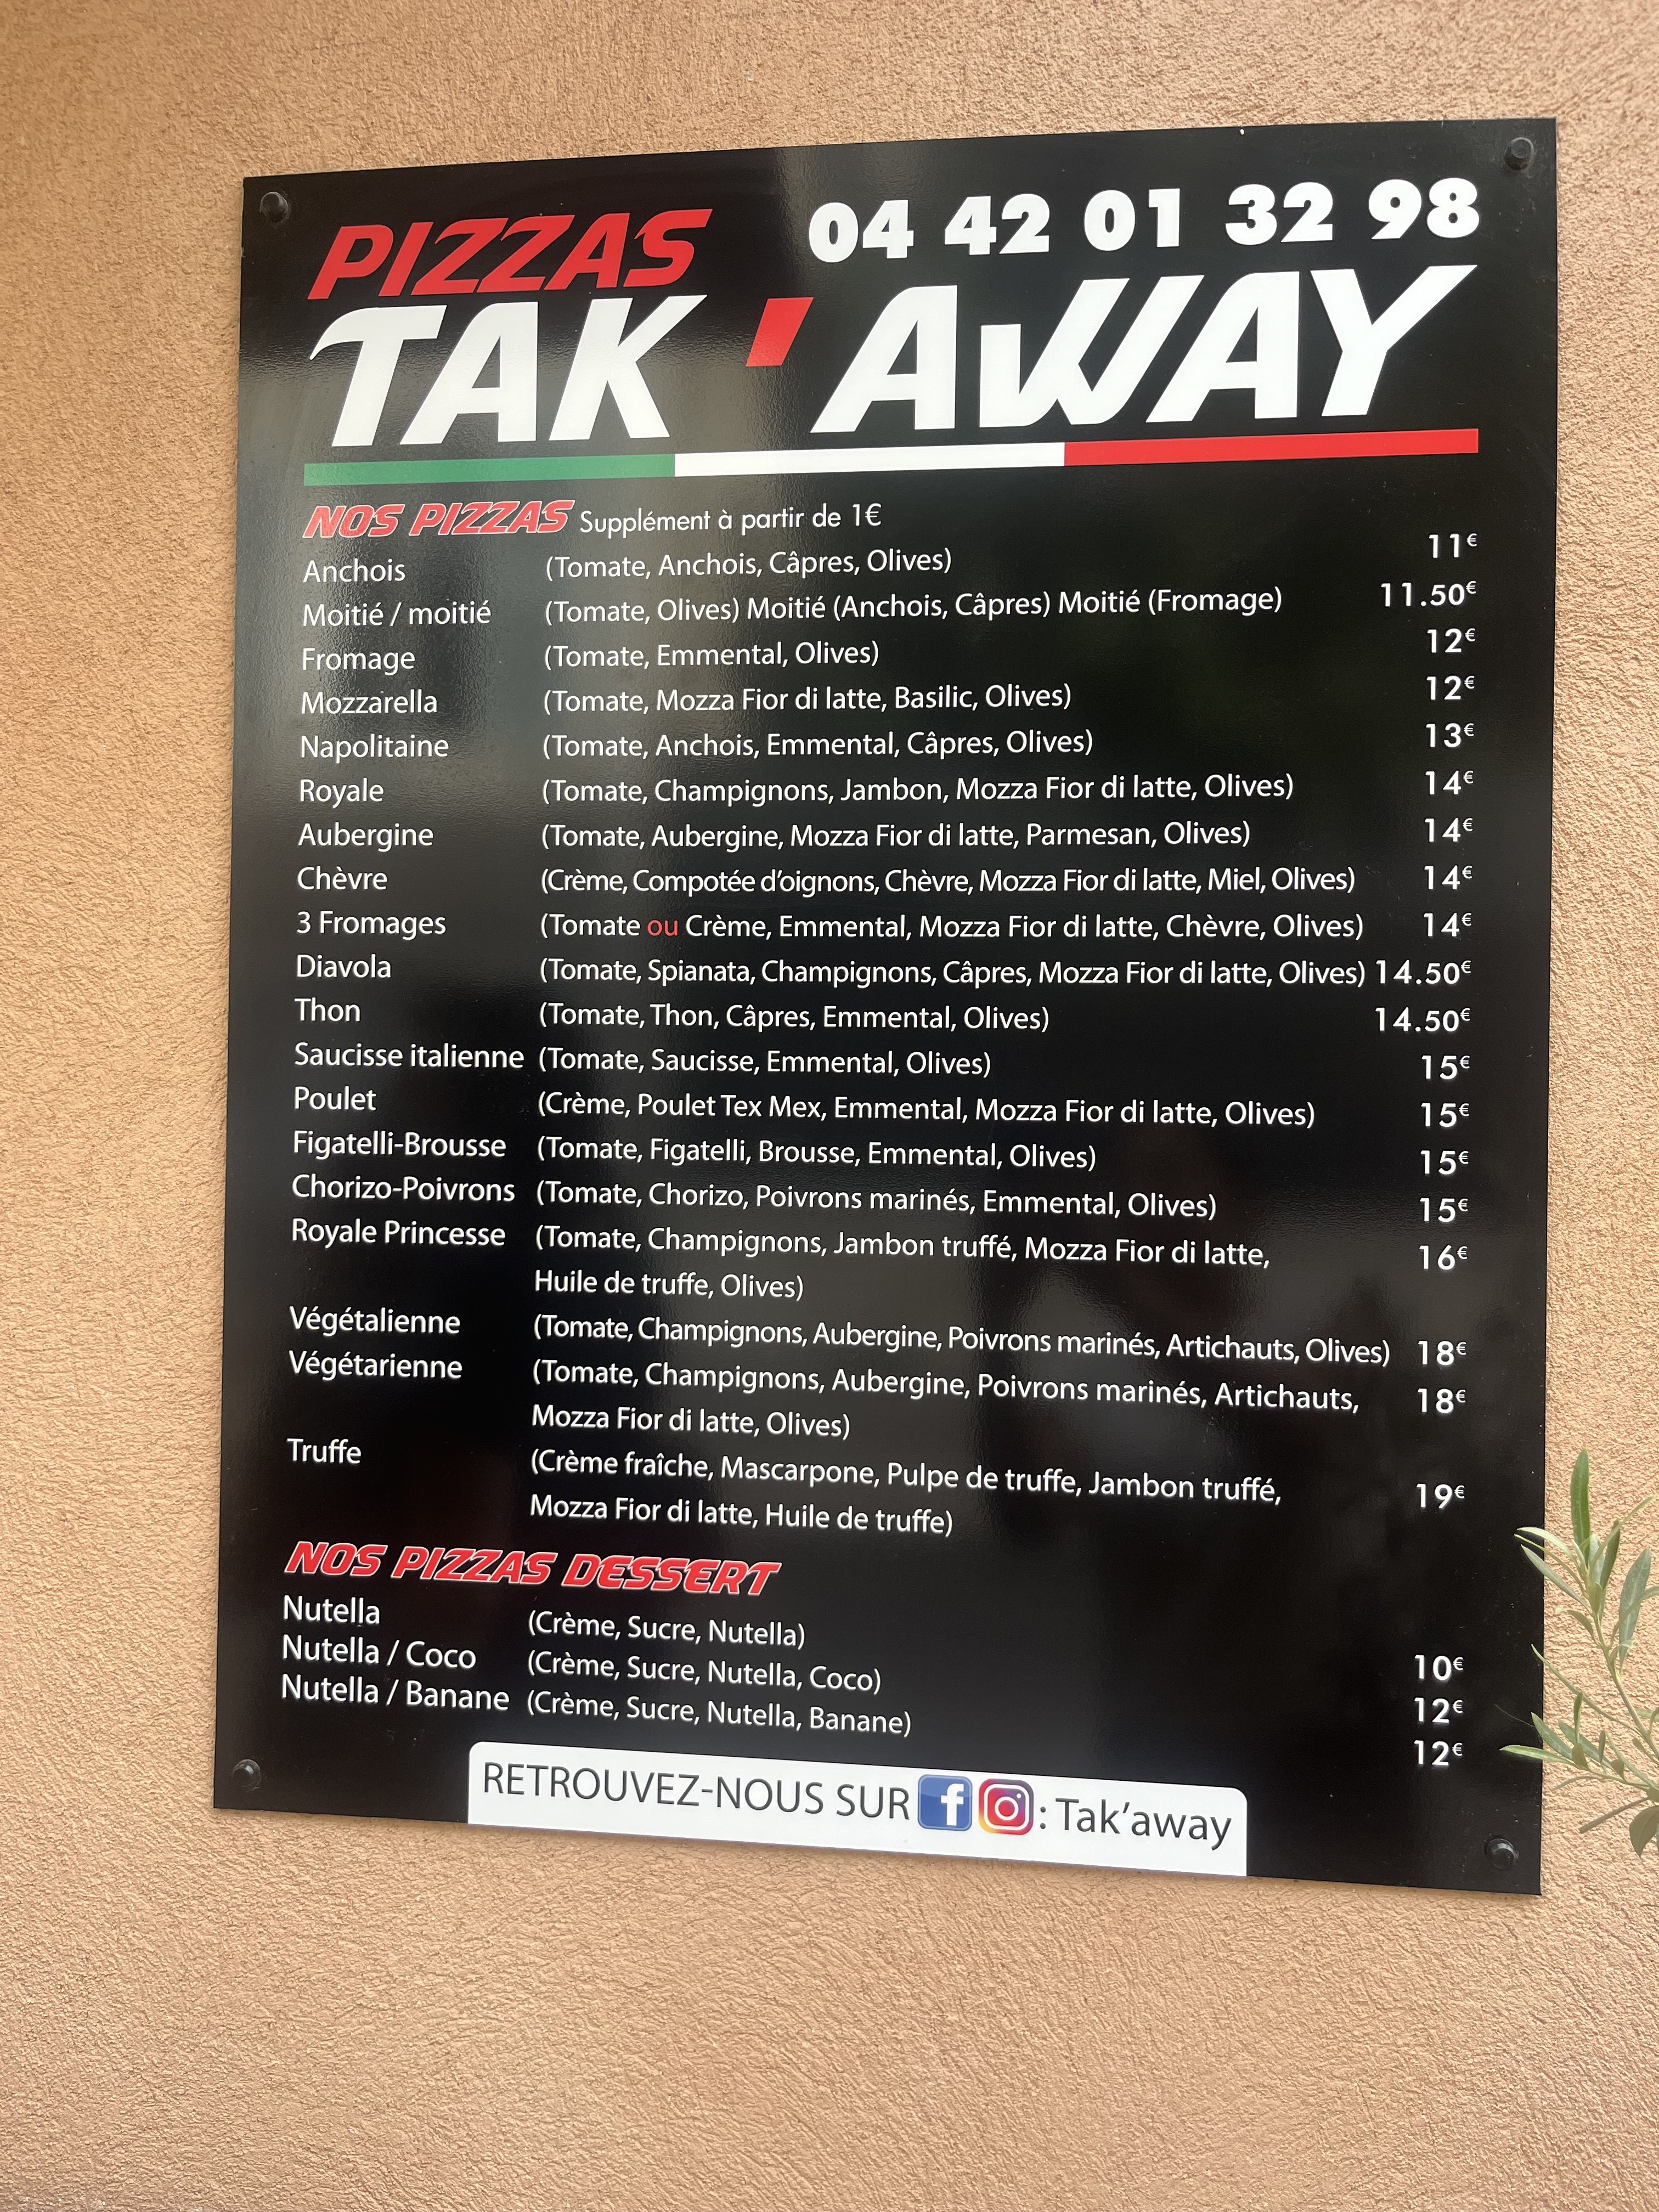 PIZZAS 04 42 01 32 98
TAK 'AWAY
NOS PIZZAS Supplément à partir de 1€
Anchois (Tomate, Anchois, Câpres, Olives) 11€
Moitié / moitié (Tomate, Olives) Moitié (Anchois, Câpres) Moitié (Fromage) 11.50€
Fromage (Tomate, Emmental, Olives) 12€
Mozzarella (Tomate, Mozza Fior di latte, Basilic, Olives) 12€
Napolitaine (Tomate, Anchois, Emmental, Câpres, Olives) 13€
Royale (Tomate, Champignons, Jambon, Mozza Fior di latte, Olives) 14€
Aubergine (Tomate, Aubergine, Mozza Fior di latte, Parmesan, Olives) 14€
Chèvre (Crème, Compotée d'oignons, Chèvre, Mozza Fior di latte, Miel, Olives) 14€
3 Fromages (Tomate ou Crème, Emmental, Mozza Fior di latte, Chèvre, Olives) 14€
Diavola (Tomate, Spianata, Champignons, Câpres, Mozza Fior di latte, Olives) 14.50€
Thon (Tomate, Thon, Câpres, Emmental, Olives) 14.50€
Saucisse italienne (Tomate, Saucisse, Emmental, Olives) 15€
Poulet (Crème, Poulet Tex Mex, Emmental, Mozza Fior di latte, Olives) 15€
Figatelli-Brousse (Tomate, Figatelli, Brousse, Emmental, Olives) 15€
Chorizo-Poivrons (Tomate, Chorizo, Poivrons marinés, Emmental, Olives) 15€
Royale Princesse (Tomate, Champignons, Jambon truffé, Mozza Fior di latte, 16€
Huile de truffe, Olives)
Végétalienne (Tomate, Champignons, Aubergine, Poivrons marinés, Artichauts, Olives) 18€
Végétarienne (Tomate, Champignons, Aubergine, Poivrons marinés, Artichauts, 18€
Mozza Fior di latte, Olives)
Truffe (Crème fraîche, Mascarpone, Pulpe de truffe, Jambon truffé, 19€
Mozza Fior di latte, Huile de truffe)
NOS PIZZAS DESSERT
Nutella (Crème, Sucre, Nutella) 10€
Nutella / Coco (Crème, Sucre, Nutella, Coco) 12€
Nutella / Banane (Crème, Sucre, Nutella, Banane) 12€
RETROUVEZ-NOUS SUR f : Tak'away